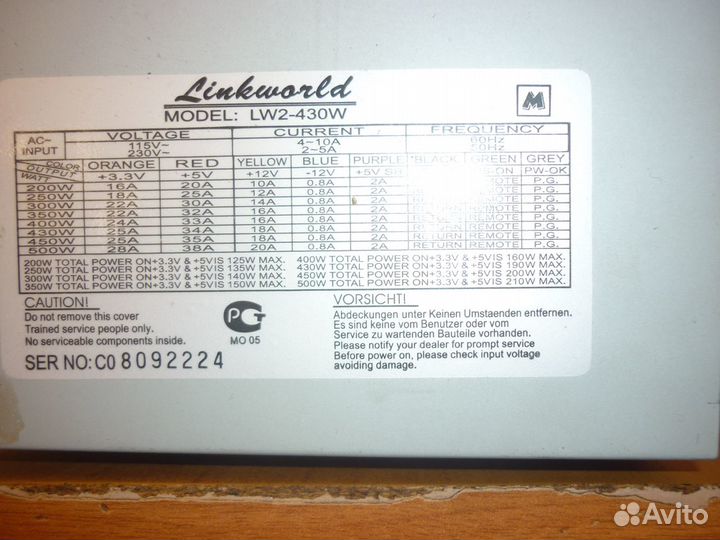 Linkworld
MODEL: LW2-430W
M
AC~ INPUT VOLTAGE CURRENT FREQUENCY
115V~ 4~10A 60Hz
230V~ 2~5A 50Hz
COLOR OUTPUT WATT ORANGE RED YELLOW BLUE PURPLE BLACK GREEN GREY
+3.3V +5V +12V -12V +5V SB PW-OK
200W 16A 20A 10A 0.8A 2A P.G.
250W 18A 25A 12A 0.8A 2A P.G.
300W 22A 30A 14A 0.8A 2A P.G.
350W 22A 32A 16A 0.8A 2A P.G.
400W 24A 33A 16A 0.8A 2A RETURN REMOTE P.G.
430W 25A 34A 18A 0.8A 2A RETURN REMOTE P.G.
450W 25A 35A 18A 0.8A 2A RETURN REMOTE P.G.
500W 28A 38A 20A 0.8A 2A RETURN REMOTE P.G.
200W TOTAL POWER ON+3.3V & +5VIS 125W MAX. 400W TOTAL POWER ON+3.3V & +5VIS 160W MAX.
250W TOTAL POWER ON+3.3V & +5VIS 135W MAX. 430W TOTAL POWER ON+3.3V & +5VIS 190W MAX.
300W TOTAL POWER ON+3.3V & +5VIS 140W MAX. 450W TOTAL POWER ON+3.3V & +5VIS 200W MAX.
350W TOTAL POWER ON+3.3V & +5VIS 150W MAX. 500W TOTAL POWER ON+3.3V & +5VIS 210W MAX.
CAUTION!
Do not remove this cover
Trained service people only.
No serviceable components inside.
SER NO: C0 8092224
РСТ
МО 05
VORSICHT!
Abdeckungen unter Keinen Umstaenden entfernen.
Es sind keine vom Benutzer oder vom
Service zu wartenden Bauteile vorhanden.
Please notify your dealer for prompt service
Before power on, please check input voltage
avoiding damage.
Avito